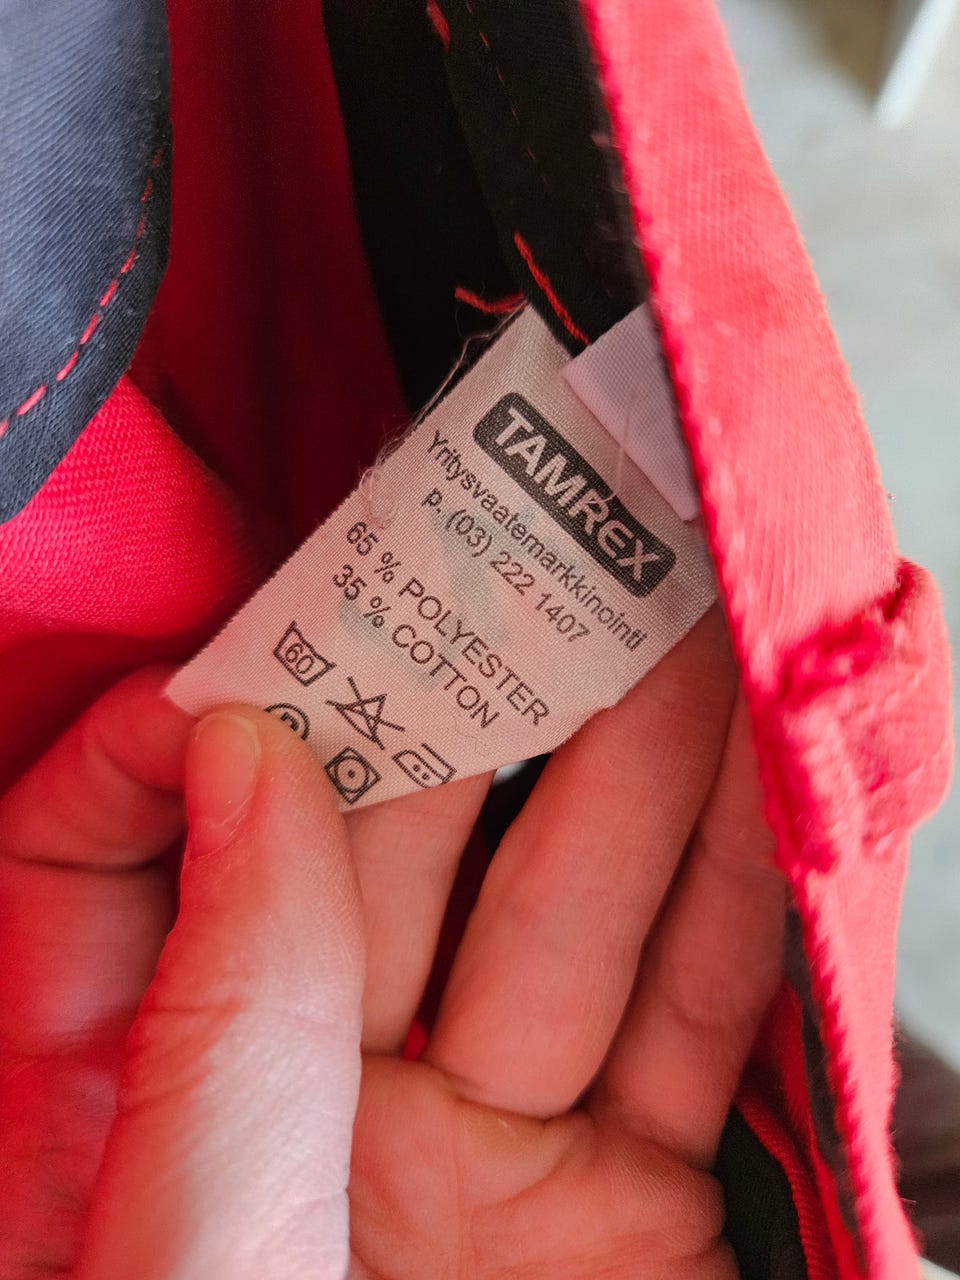 TAMREX
Yritysvaatemarkkinointi
P. (03) 222 1407
65 % POLYESTER
35 % COTTON
60
P